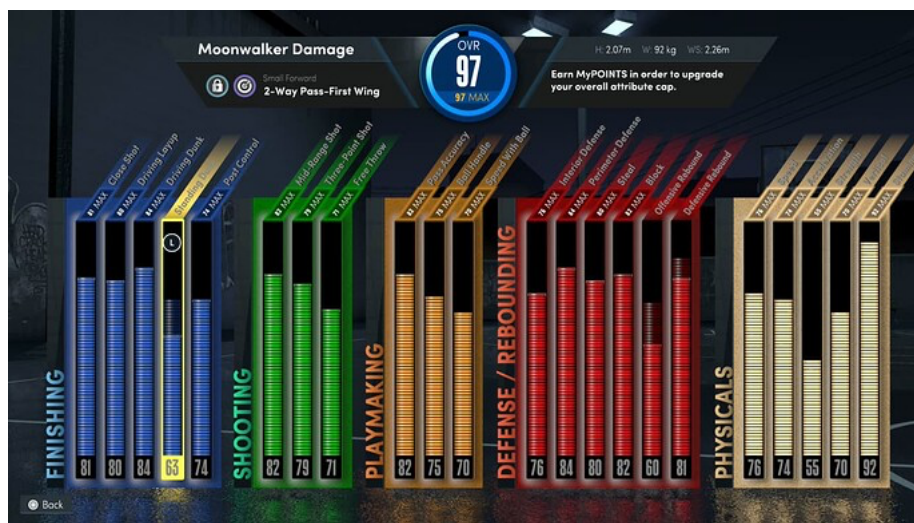 Moonwalker Damage
Small Forward
2-Way Pass-First Wing
OVR
97
97 MAX
H: 2.07m W: 92 kg WS: 2.26m
Earn MyPOINTS in order to upgrade
your overall attribute cap.
81 MAX Close Shot
80 MAX Driving Layup
84 MAX Driving Dunk
MAX Standing
74 MAX Post Control
82 MAX Mid-Range Shot
79 MAX Three-Point Shot
71 MAX Free Throw
82 MAX Pass Accuracy
75 MAX Ball Handle
70 MAX Speed With Ball
76 MAX Interior Defense
84 MAX Perimeter Defense
80 MAX Steal
82 MAX Block
MAX Offensive Rebound
MAX Defensive Rebound
76 MAX Speed
74 MAX Acceleration
55 MAX Strength
70 MAX
92 MAX
L
FINISHING
81 80 84 63 74
SHOOTING
82 79 71
PLAYMAKING
82 75 70
DEFENSE / REBOUNDING
76 84 80 82 60 81
PHYSICALS
76 74 55 70 92
Back